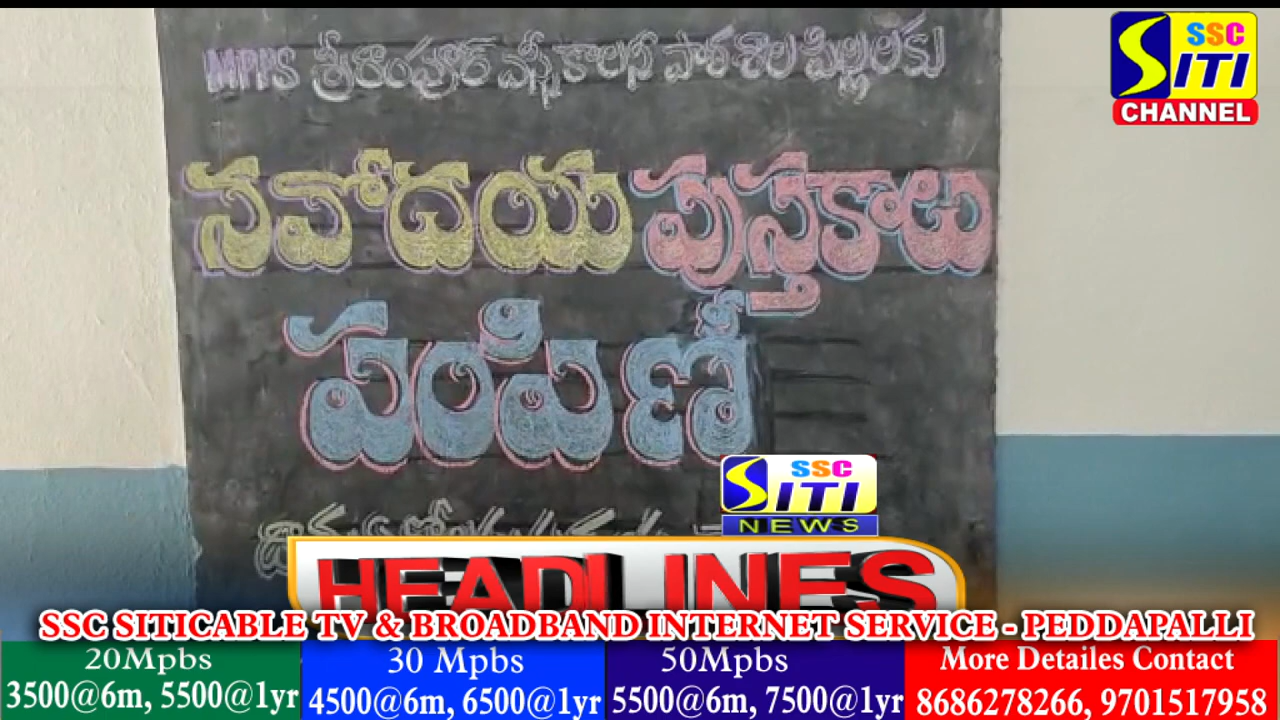 MPPS శ్రీరాంపూర్ ఎస్సీకాలనీ పాఠశాల పిల్లలకు
నవోదయ పుస్తకాలు
పంపిణీ
SSC
SITI
CHANNEL
SSC
SITI
NEWS
HEADLINES
SSC SITICABLE TV & BROADBAND INTERNET SERVICE - PEDDAPALLI
20Mpbs
3500@6m, 5500@1yr
30 Mpbs
4500@6m, 6500@1yr
50Mpbs
5500@6m, 7500@1yr
More Detailes Contact
8686278266, 9701517958